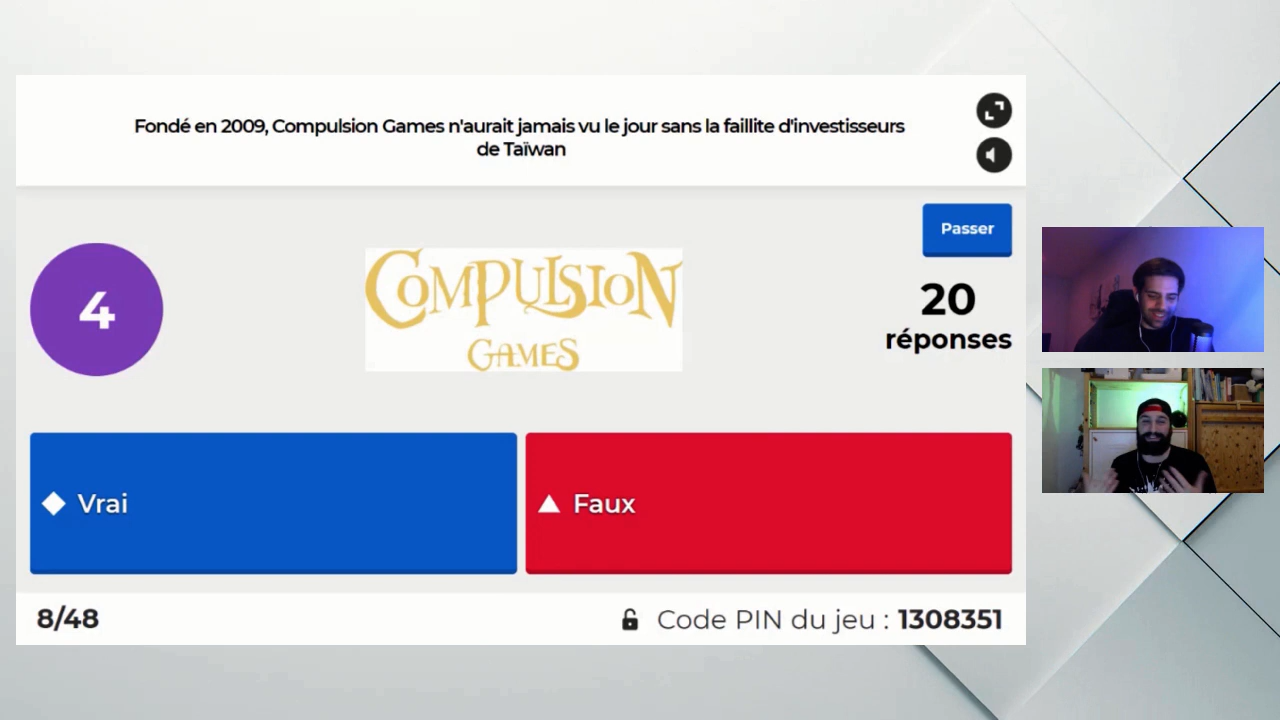 Fondé en 2009, Compulsion Games n'aurait jamais vu le jour sans la faillite d'investisseurs
de Taïwan
Passer
4
COMPULSION
GAMES
20
réponses
Vrai
Faux
8/48
Code PIN du jeu : 1308351